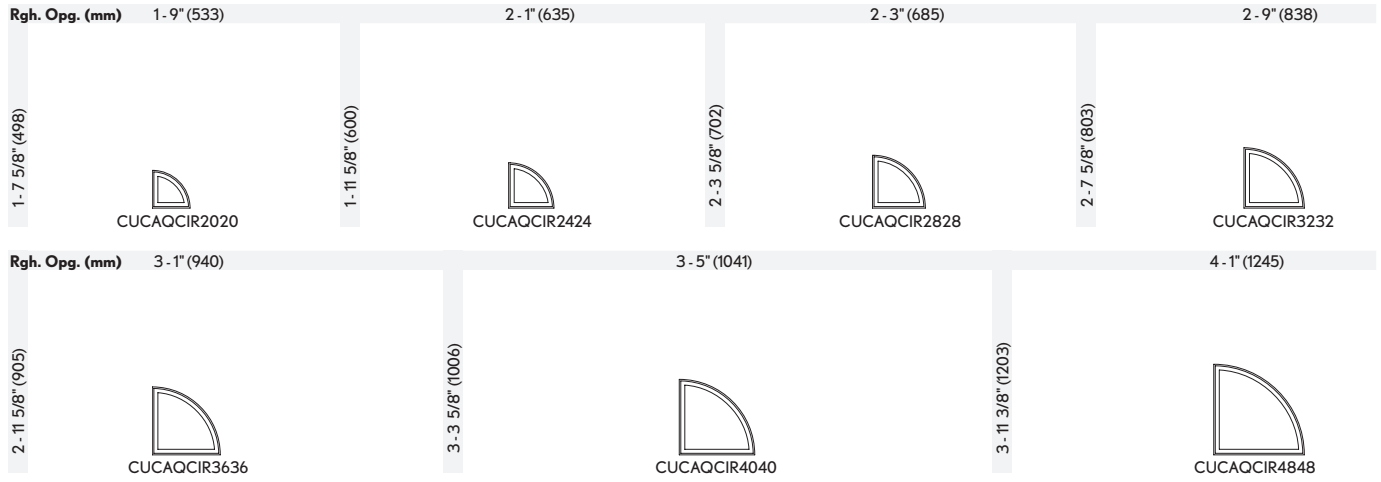 Rgh. Opg. (mm) 1 - 9" (533) 2 - 1" (635) 2 - 3" (685) 2 - 9" (838)
1 - 7 5/8" (498) 1 - 11 5/8" (600) 2 - 3 5/8" (702) 2 - 7 5/8" (803)
CUCAQCIR2020 CUCAQCIR2424 CUCAQCIR2828 CUCAQCIR3232
Rgh. Opg. (mm) 3 - 1" (940) 3 - 5" (1041) 4 - 1" (1245)
2 - 11 5/8" (905) 3 - 3 5/8" (1006) 3 - 11 3/8" (1203)
CUCAQCIR3636 CUCAQCIR4040 CUCAQCIR4848